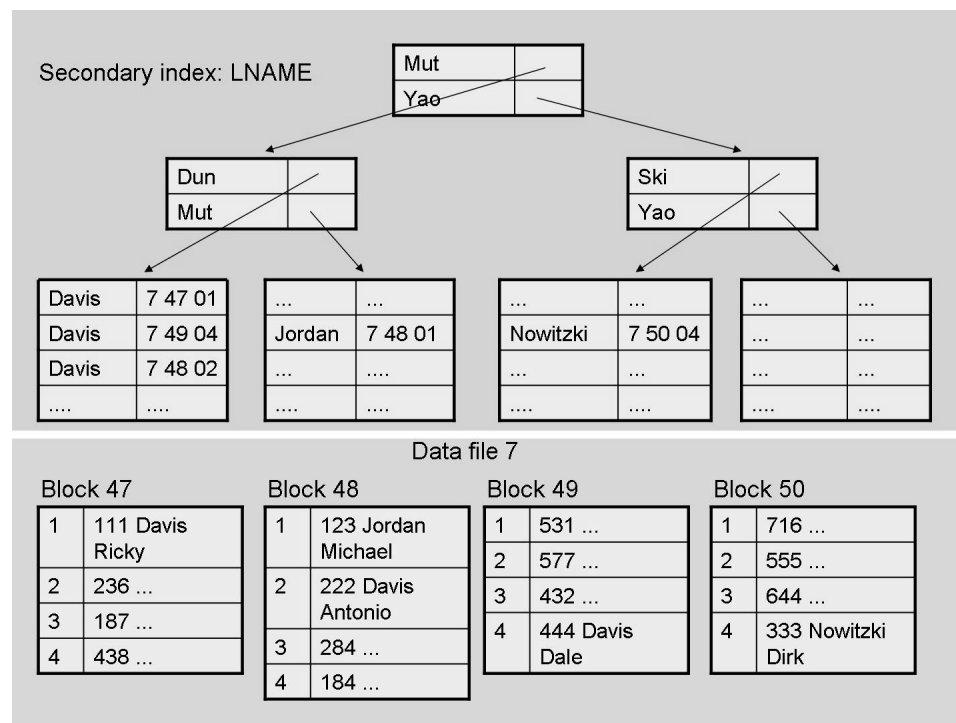 Secondary index: LNAME
Mut
Yao
Dun
Mut
Ski
Yao
Davis 7 47 01
Davis 7 49 04
Davis 7 48 02
.... ....
... ...
Jordan 7 48 01
... ....
.... ....
... ...
Nowitzki 7 50 04
... ...
.... ....
... ...
... ...
... ...
.... ....
Data file 7
Block 47
1 111 Davis
Ricky
2 236 ...
3 187 ...
4 438 ...
Block 48
1 123 Jordan
Michael
2 222 Davis
Antonio
3 284 ...
4 184 ...
Block 49
1 531 ...
2 577 ...
3 432 ...
4 444 Davis
Dale
Block 50
1 716 ...
2 555 ...
3 644 ...
4 333 Nowitzki
Dirk